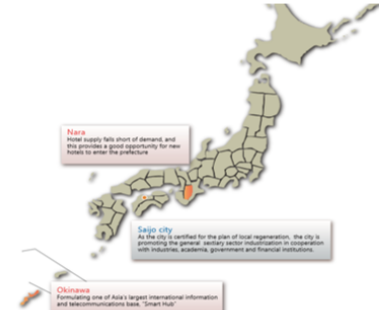 Nara
Hotel supply falls short of demand, and
this provides a good opportunity for new
hotels to enter the prefecture
Saijo city
As the city is certified for the plan of local regeneration, the city is
promoting the general sextiary sector industrialization in cooperation
with industries, academia, government and financial institutions.
Okinawa
Formulating one of Asia's largest international information
and telecommunications base, "Smart Hub"